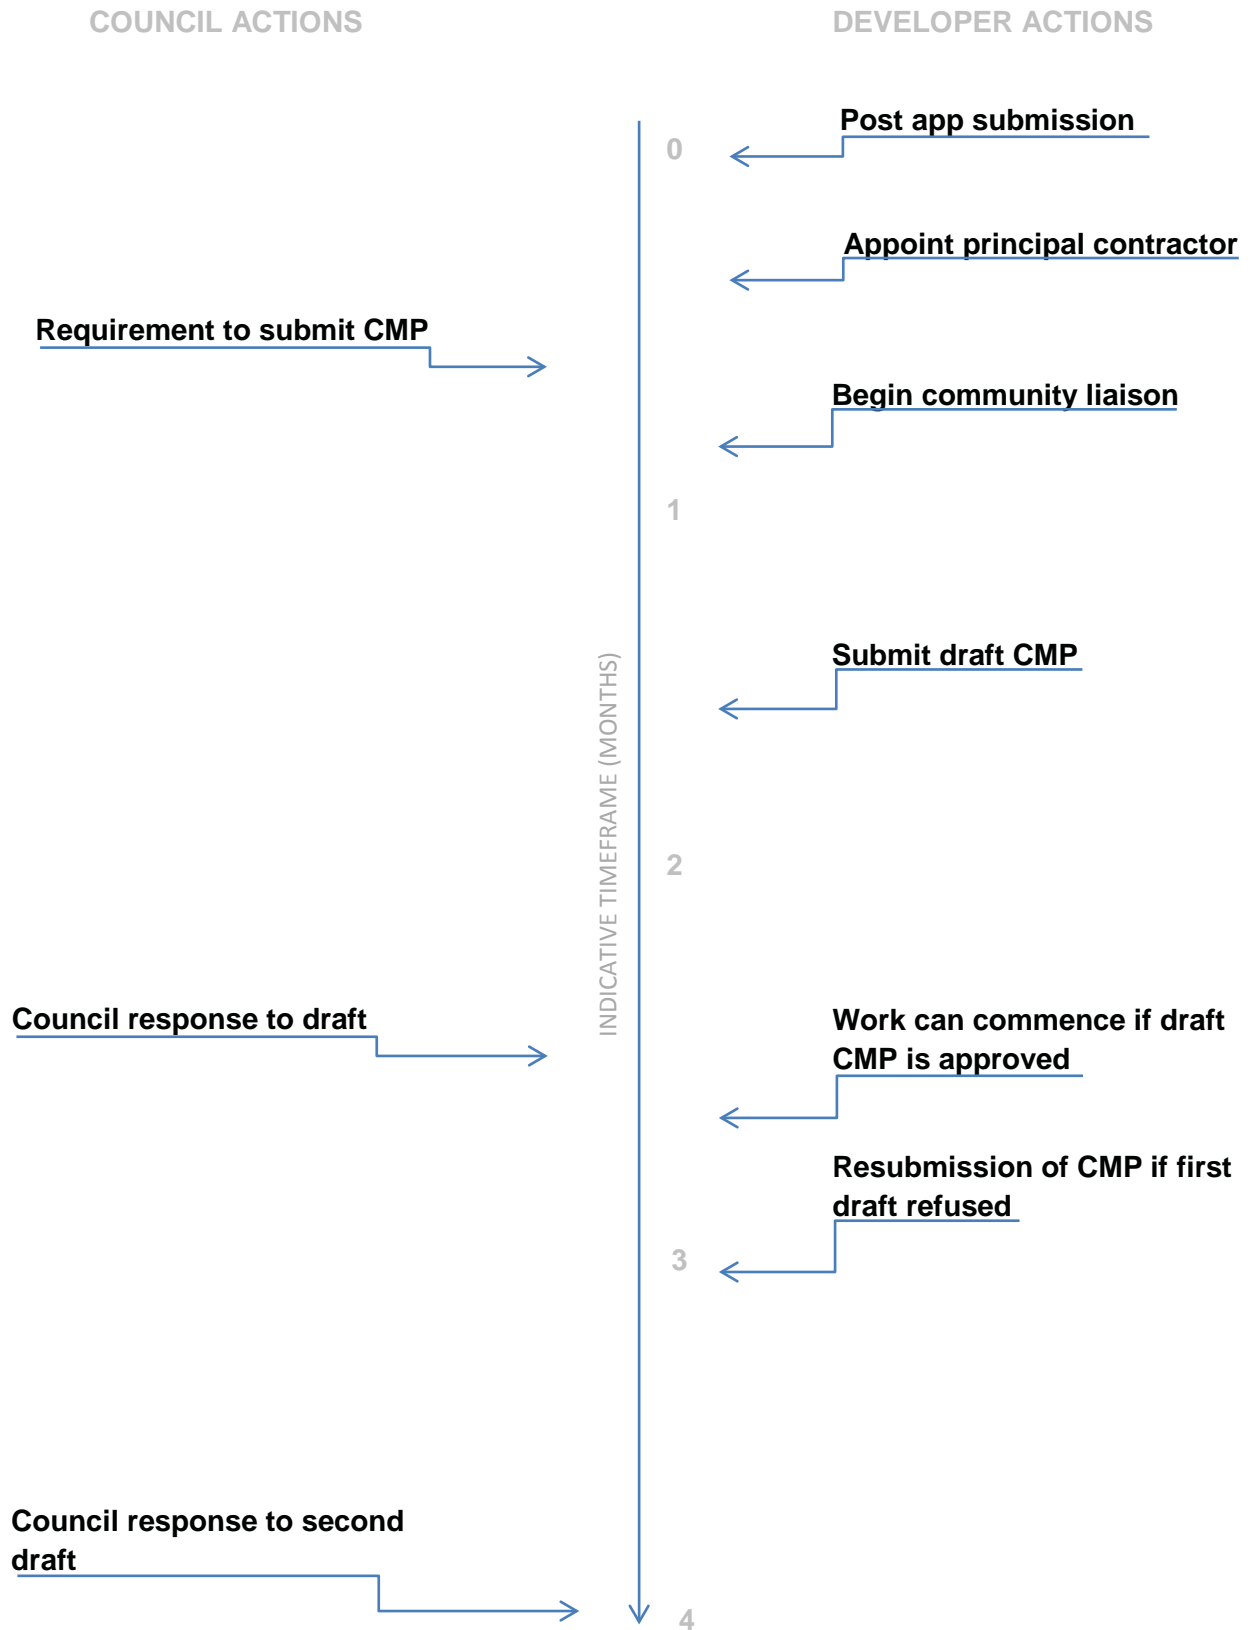 COUNCIL ACTIONS
DEVELOPER ACTIONS
Post app submission
0
Appoint principal contractor
Requirement to submit CMP
Begin community liaison
1
Submit draft CMP
INDICATIVE TIMEFRAME (MONTHS)
2
Council response to draft
Work can commence if draft
CMP is approved
Resubmission of CMP if first
draft refused
3
Council response to second
draft
4